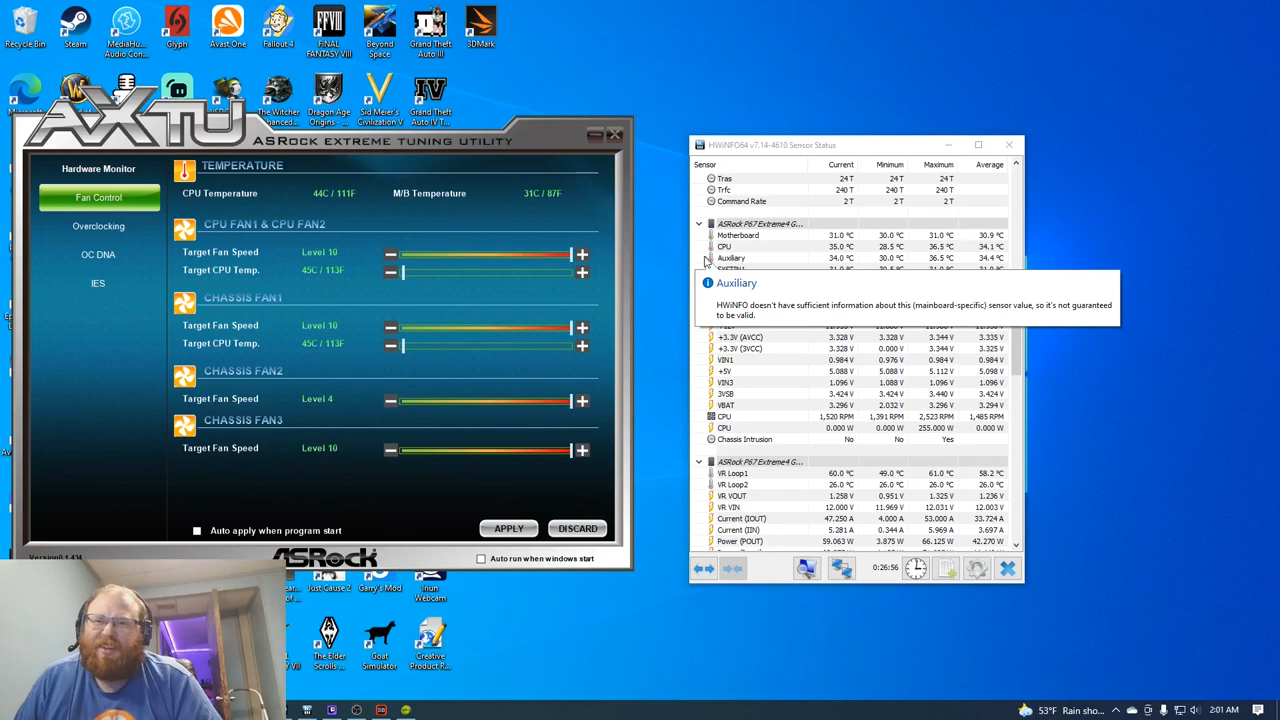 Recycle Bin
Steam
MediaHu...
Audio Con...
Glyph
Avast One
Fallout 4
FINAL
FANTASY VIII
Beyond
Space
Grand Theft
Auto III
3DMark
The Witcher
Enhanced...
Dragon Age
Origins - ...
Sid Meier's
Civilization V
Grand Theft
Auto IV T...
AXTU
ASROCK EXTREME TUNING UTILITY
Hardware Monitor
Fan Control
Overclocking
OC DNA
IES
TEMPERATURE
CPU Temperature 44C / 111F M/B Temperature 31C / 87F
CPU FAN1 & CPU FAN2
Target Fan Speed Level 10
Target CPU Temp. 45C / 113F
CHASSIS FAN1
Target Fan Speed Level 10
Target CPU Temp. 45C / 113F
CHASSIS FAN2
Target Fan Speed Level 4
CHASSIS FAN3
Target Fan Speed Level 10
Auto apply when program start
APPLY
DISCARD
ASRock
Auto run when windows start
Just Cause 2
Garry's Mod
Iriun
Webcam
The Elder
Scrolls ...
Goat
Simulator
Creative
Product R...
HWiNFO64 v7.14-4610 Sensor Status
Sensor Current Minimum Maximum Average
Tras 24 T 24 T 24 T
Trfc 240 T 240 T 240 T
Command Rate 2 T 2 T 2 T
ASRock P67 Extreme4 G...
Motherboard 31.0 °C 30.0 °C 31.0 °C 30.9 °C
CPU 35.0 °C 28.5 °C 36.5 °C 34.1 °C
Auxiliary 34.0 °C 30.0 °C 36.5 °C 34.4 °C
Auxiliary
HWiNFO doesn't have sufficient information about this (mainboard-specific) sensor value, so it's not guaranteed
to be valid.
+3.3V (AVCC) 3.328 V 3.328 V 3.344 V 3.335 V
+3.3V (3VCC) 3.328 V 0.000 V 3.344 V 3.325 V
VIN1 0.984 V 0.976 V 0.984 V 0.984 V
+5V 5.088 V 5.088 V 5.112 V 5.098 V
VIN3 1.096 V 1.088 V 1.096 V 1.096 V
3VSB 3.424 V 3.424 V 3.440 V 3.424 V
VBAT 3.296 V 2.032 V 3.296 V 3.294 V
CPU 1,520 RPM 1,391 RPM 2,523 RPM 1,485 RPM
CPU 0.000 W 0.000 W 255.000 W 0.000 W
Chassis Intrusion No No Yes
ASRock P67 Extreme4 G...
VR Loop1 60.0 °C 49.0 °C 61.0 °C 58.2 °C
VR Loop2 26.0 °C 26.0 °C 26.0 °C 26.0 °C
VR VOUT 1.258 V 0.951 V 1.325 V 1.236 V
VR VIN 12.000 V 11.969 V 12.031 V 12.003 V
Current (IOUT) 47.250 A 4.000 A 53.000 A 33.724 A
Current (IIN) 5.281 A 0.344 A 5.969 A 3.697 A
Power (POUT) 59.063 W 3.875 W 66.125 W 42.270 W
0:26:56
53°F Rain sho...
2:01 AM